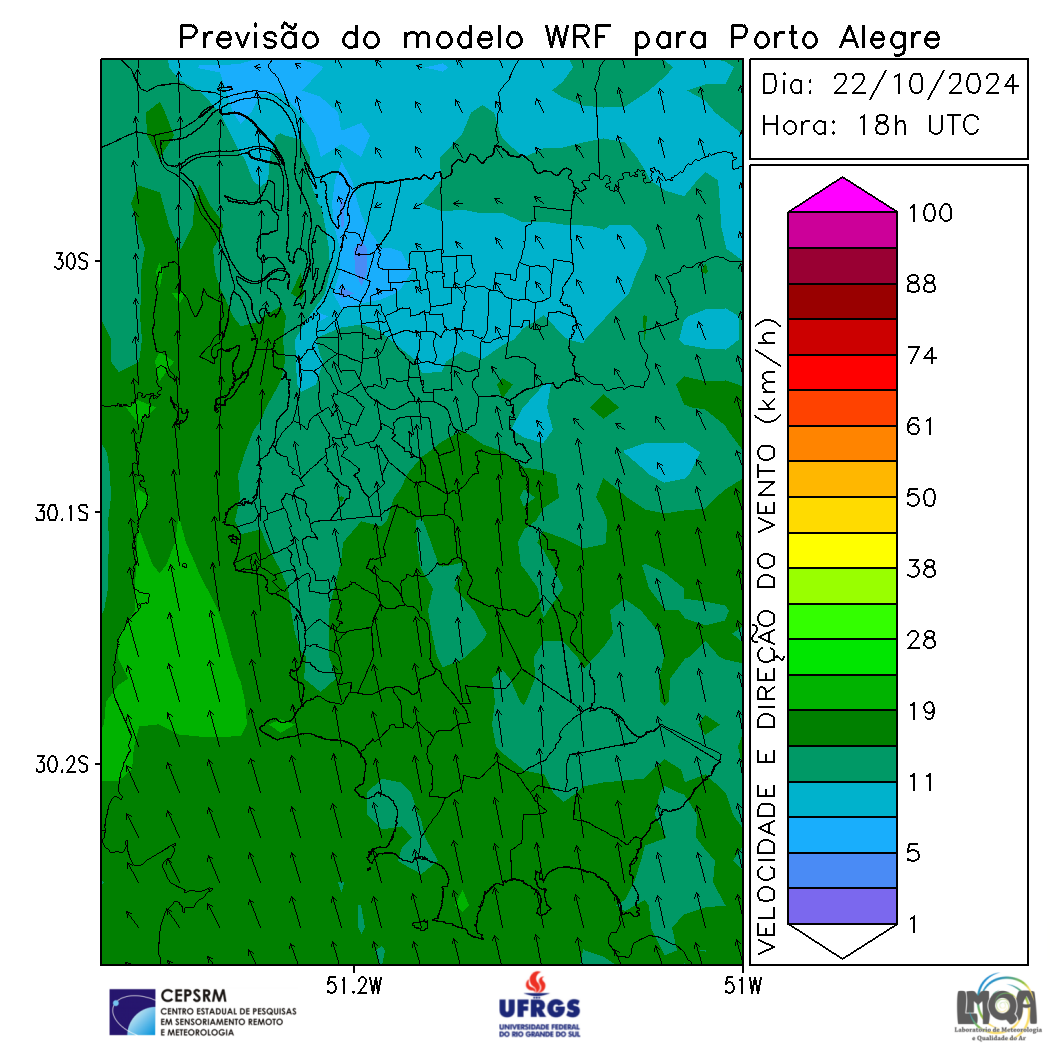 Previsão do modelo WRF para Porto Alegre
Dia: 22/10/2024
Hora: 18h UTC
30S
30.1S
30.2S
51.2W
51W
VELOCIDADE E DIREÇÃO DO VENTO (km/h)
100
88
74
61
50
38
28
19
11
5
1
CEPSRM
CENTRO ESTADUAL DE PESQUISAS
EM SENSORIAMENTO REMOTO
E METEOROLOGIA
UFRGS
UNIVERSIDADE FEDERAL
DO RIO GRANDE DO SUL
LMQA
Laboratório de Meteorologia
e Qualidade do Ar